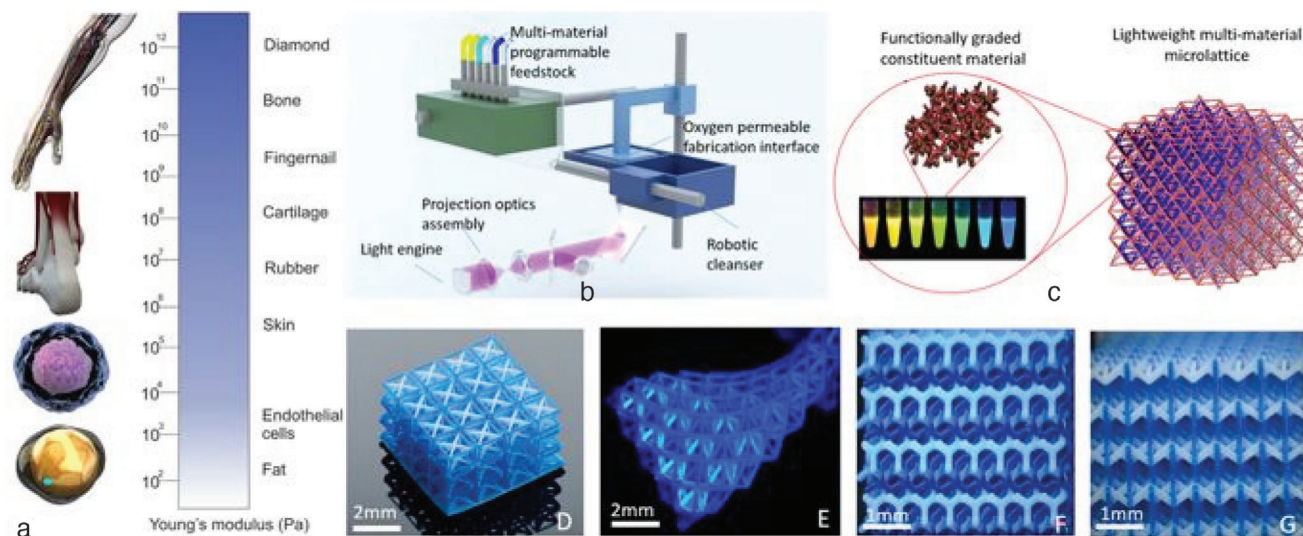 10¹²
10¹¹
10¹⁰
10⁹
10⁸
10⁷
10⁶
10⁵
10⁴
10³
10²
Diamond
Bone
Fingernail
Cartilage
Rubber
Skin
Endothelial
cells
Fat
Young's modulus (Pa)
a
Multi-material
programmable
feedstock
Oxygen permeable
fabrication interface
Projection optics
assembly
Light engine
Robotic
cleanser
b
Functionally graded
constituent material
Lightweight multi-material
microlattice
c
2mm
D
2mm
E
1mm
F
1mm
G